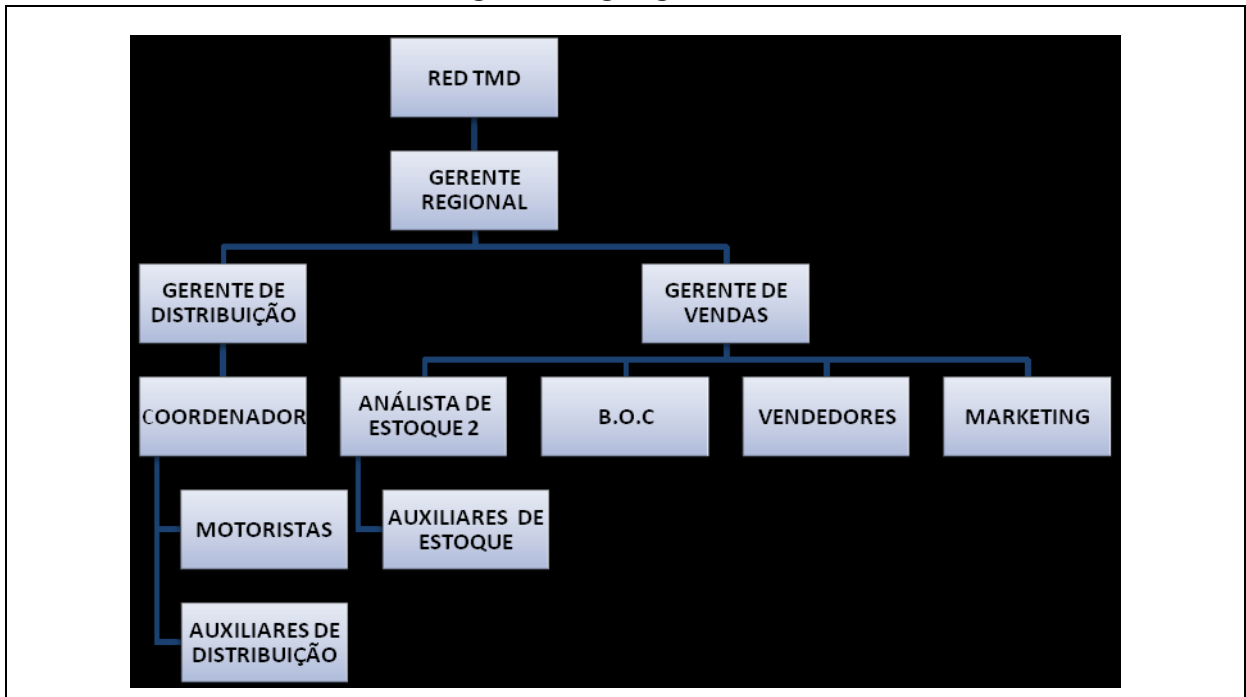 RED TMD
GERENTE
REGIONAL
GERENTE DE
DISTRIBUIÇÃO
GERENTE DE
VENDAS
COORDENADOR
ANÁLISTA DE
ESTOQUE 2
B.O.C
VENDEDORES
MARKETING
MOTORISTAS
AUXILIARES DE
ESTOQUE
AUXILIARES DE
DISTRIBUIÇÃO